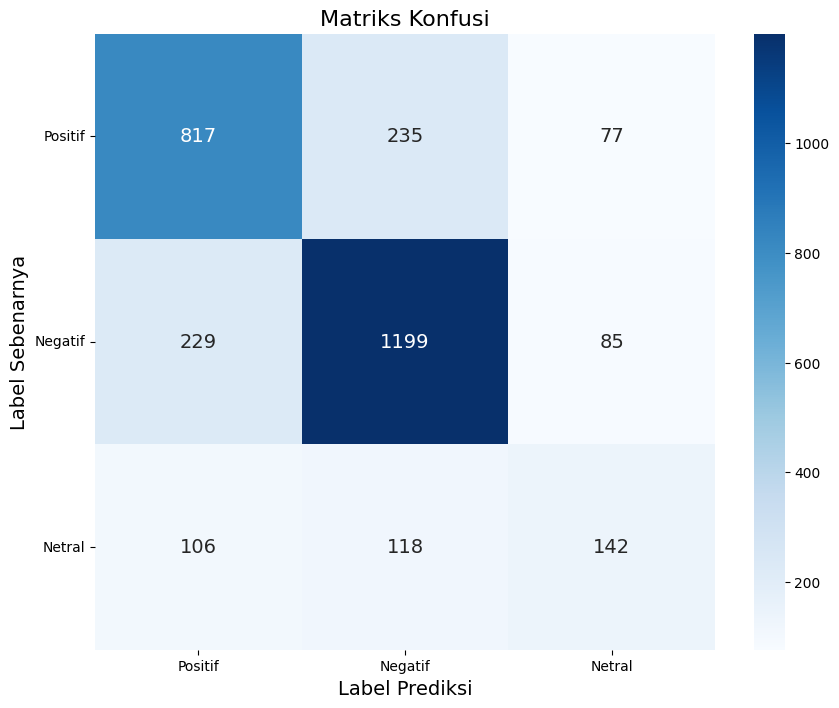 Matriks Konfusi
Label Sebenarnya
Positif 817 235 77
Negatif 229 1199 85
Netral 106 118 142
Positif Negatif Netral
Label Prediksi
1000
800
600
400
200